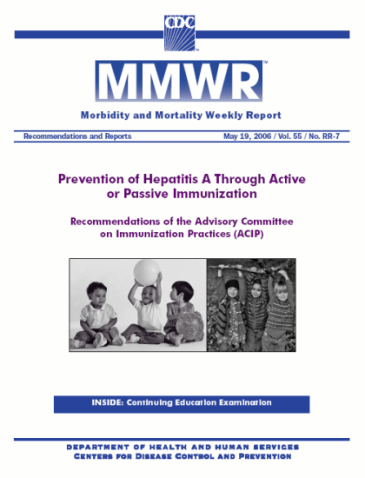 CDC
MMWR™
Morbidity and Mortality Weekly Report
Recommendations and Reports May 19, 2006 / Vol. 55 / No. RR-7
Prevention of Hepatitis A Through Active
or Passive Immunization
Recommendations of the Advisory Committee
on Immunization Practices (ACIP)
INSIDE: Continuing Education Examination
DEPARTMENT OF HEALTH AND HUMAN SERVICES
CENTERS FOR DISEASE CONTROL AND PREVENTION